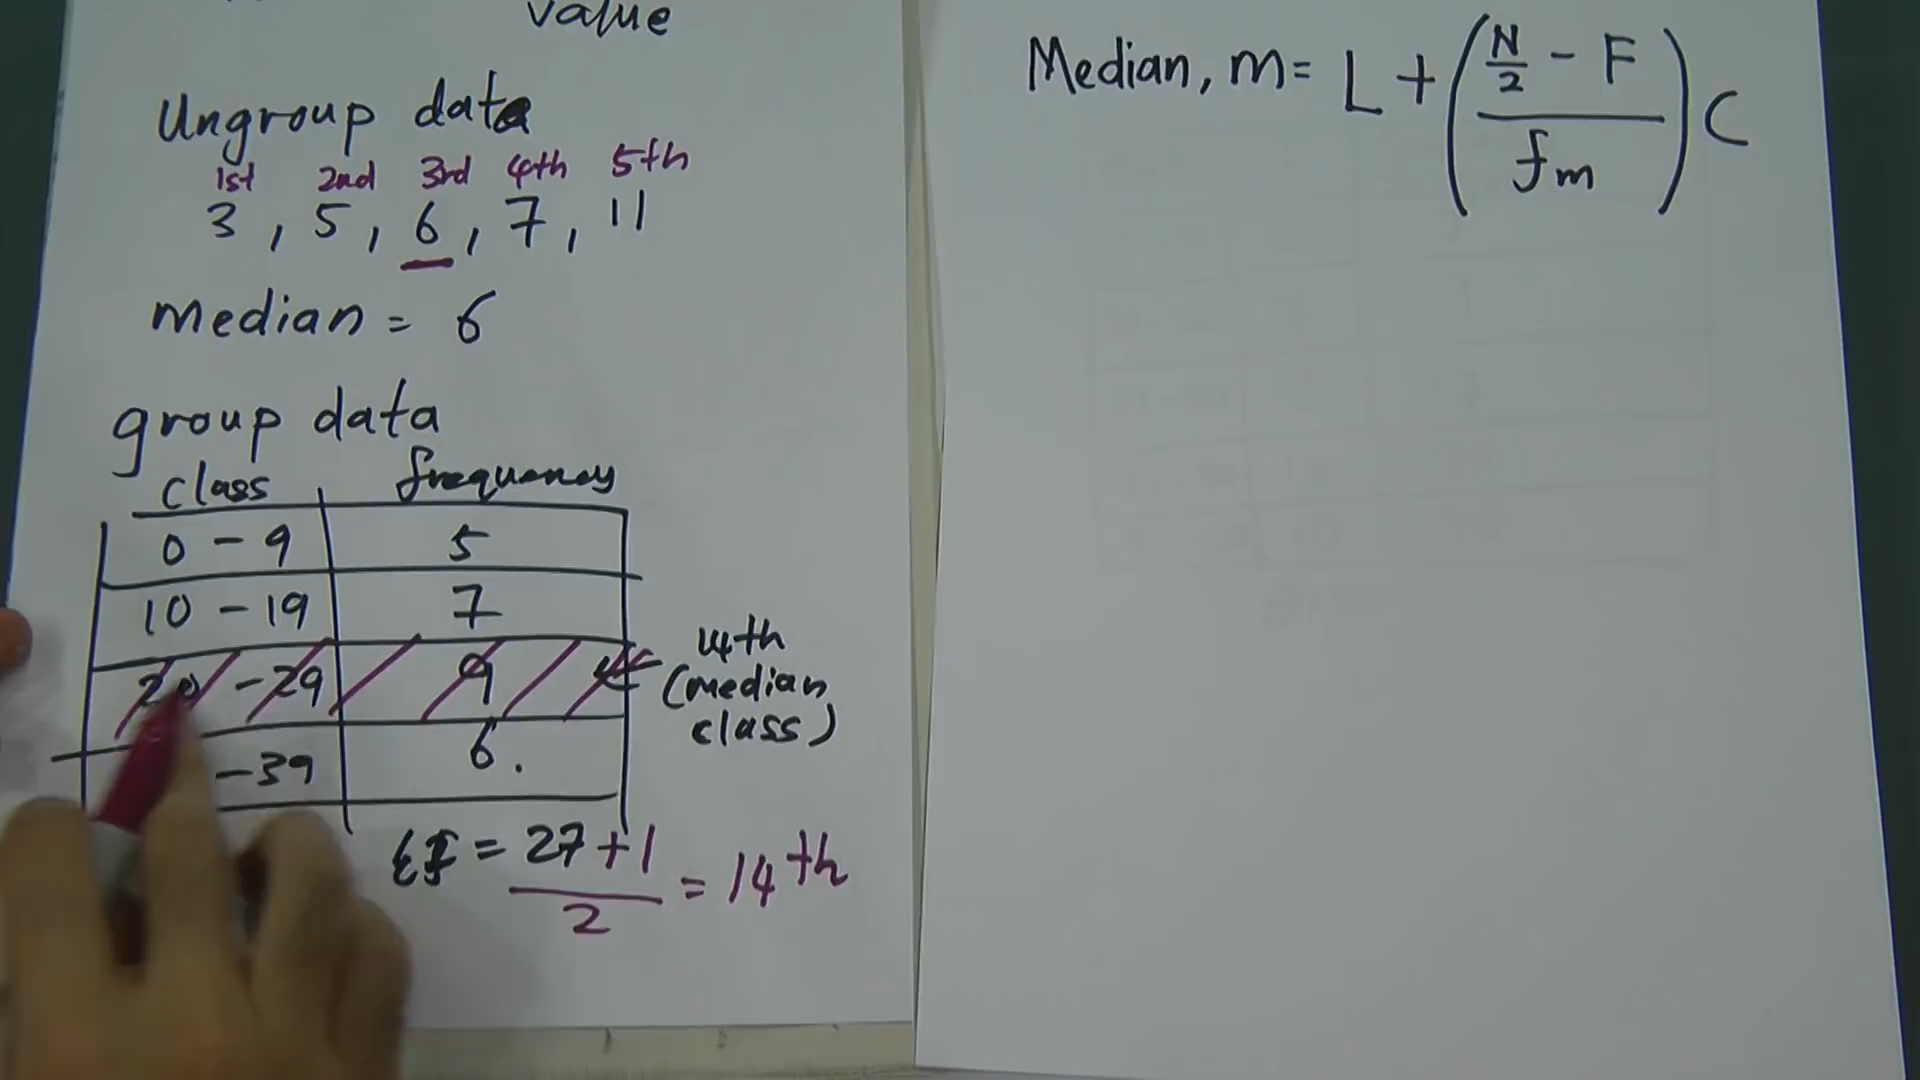 value
Ungroup data
1st 2nd 3rd 4th 5th
3 , 5 , 6 , 7 , 11
median = 6
group data
class frequency
0 - 9 5
10 - 19 7
20 - 29 9
14th
(median
class)
- 39 6.
= 27 + 1 / 2 = 14th
Median, m = L + ( N/2 - F / fm ) C